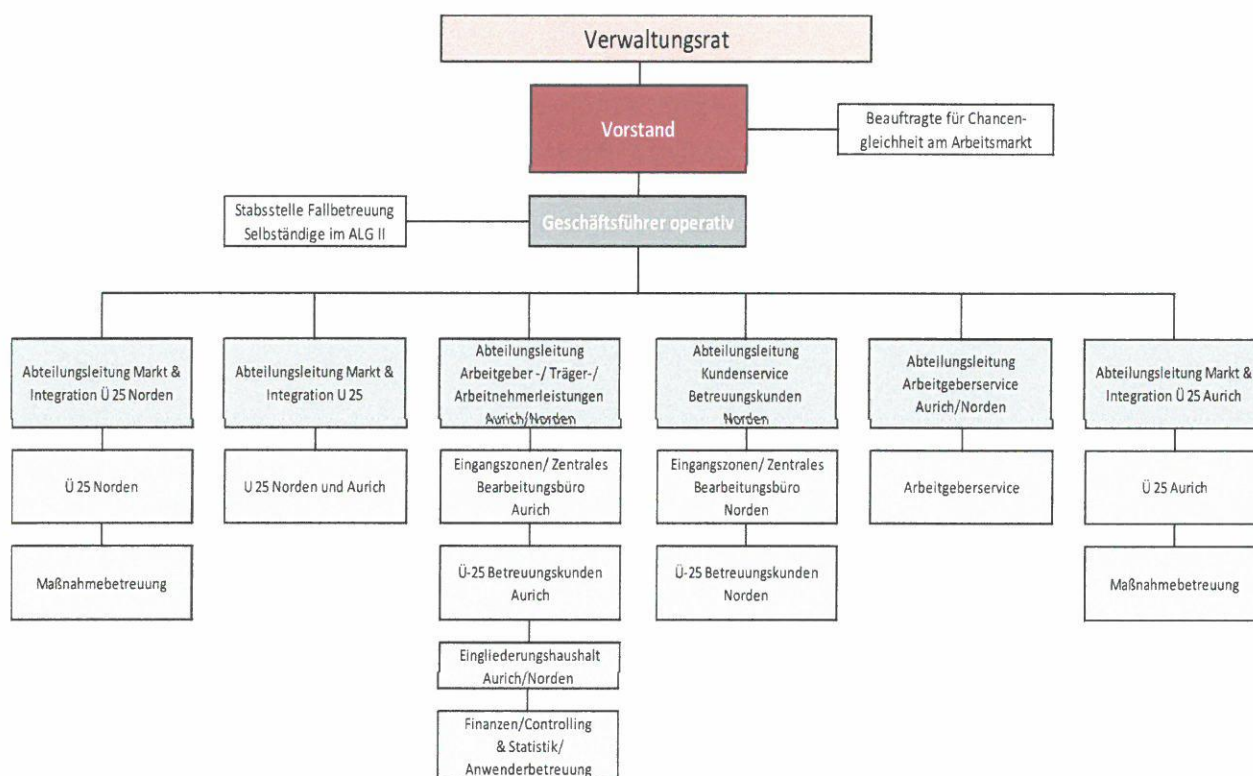 Verwaltungsrat
Vorstand
Beauftragte für Chancen-
gleichheit am Arbeitsmarkt
Stabsstelle Fallbetreuung
Selbständige im ALG II
Geschäftsführer operativ
Abteilungsleitung Markt &
Integration Ü 25 Norden
Abteilungsleitung Markt &
Integration U 25
Abteilungsleitung
Arbeitgeber -/ Träger-/
Arbeitnehmerleistungen
Aurich/Norden
Abteilungsleitung
Kundenservice
Betreuungskunden
Norden
Abteilungsleitung
Arbeitgeberservice
Aurich/Norden
Abteilungsleitung Markt &
Integration Ü 25 Aurich
Ü 25 Norden
U 25 Norden und Aurich
Eingangszonen/ Zentrales
Bearbeitungsbüro
Aurich
Eingangszonen/ Zentrales
Bearbeitungsbüro
Norden
Arbeitgeberservice
Ü 25 Aurich
Maßnahmebetreuung
Ü-25 Betreuungskunden
Aurich
Ü-25 Betreuungskunden
Norden
Maßnahmebetreuung
Eingliederungshaushalt
Aurich/Norden
Finanzen/Controlling
& Statistik/
Anwenderbetreuung